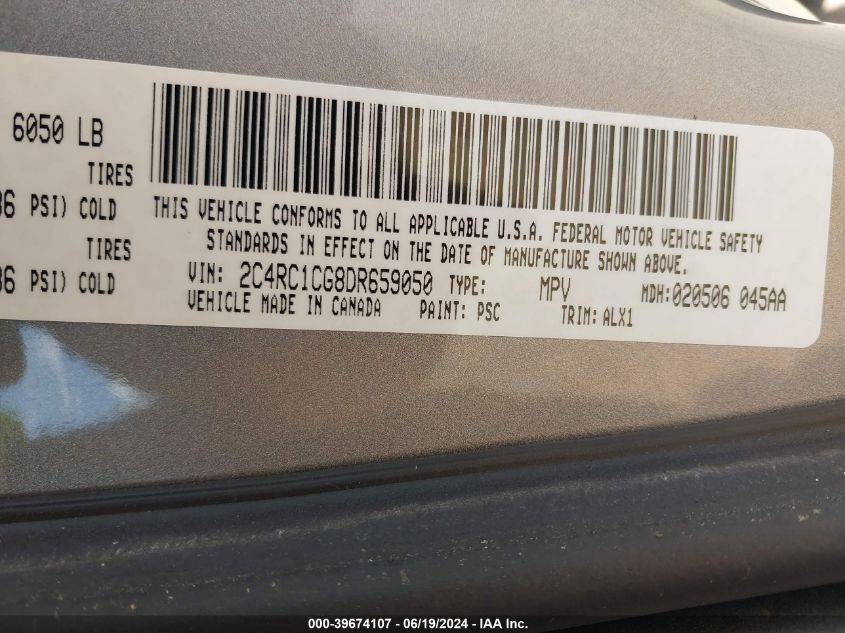 6050 LB
TIRES
36 PSI) COLD
TIRES
36 PSI) COLD
THIS VEHICLE CONFORMS TO ALL APPLICABLE U.S.A. FEDERAL MOTOR VEHICLE SAFETY
STANDARDS IN EFFECT ON THE DATE OF MANUFACTURE SHOWN ABOVE.
VIN: 2C4RC1CG8DR659050 TYPE: MPV MDH:020506 045AA
VEHICLE MADE IN CANADA PAINT: PSC TRIM: ALX1
000-39674107 - 06/19/2024 - IAA Inc.